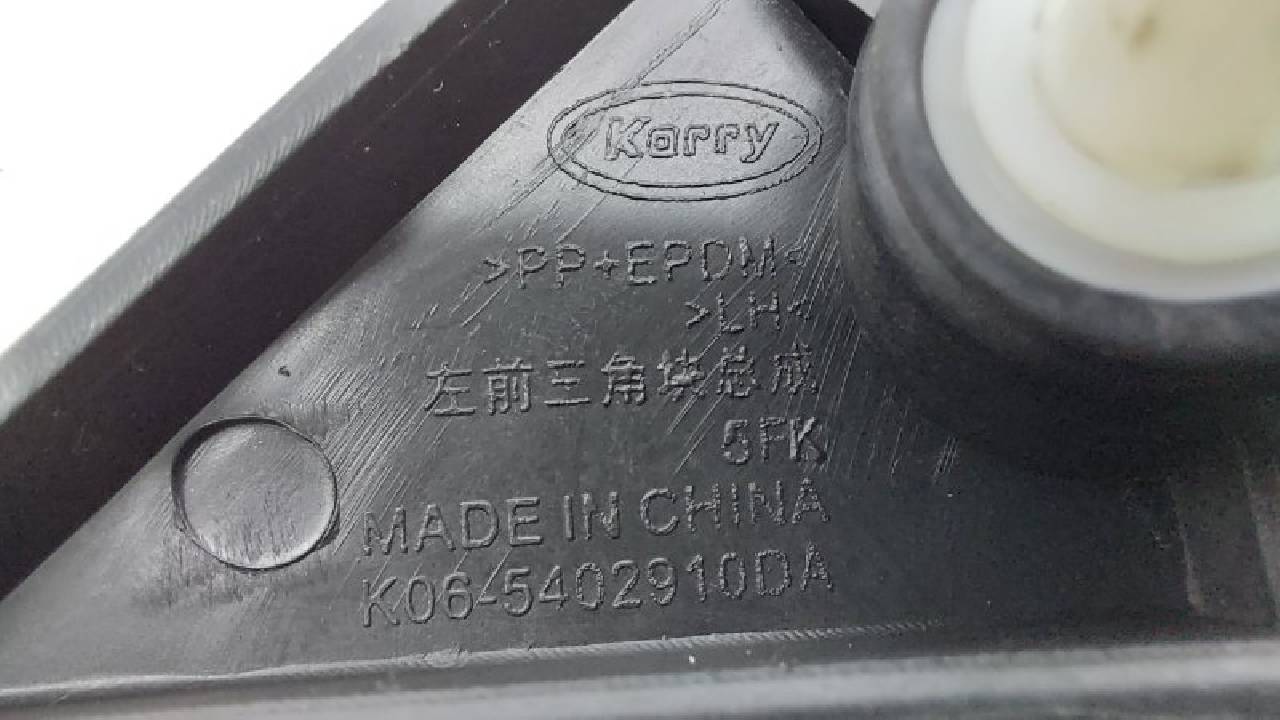 Karry
>PP+EPDM<
>LH<
左前三角块总成
5FK
MADE IN CHINA
K06-5402910DA